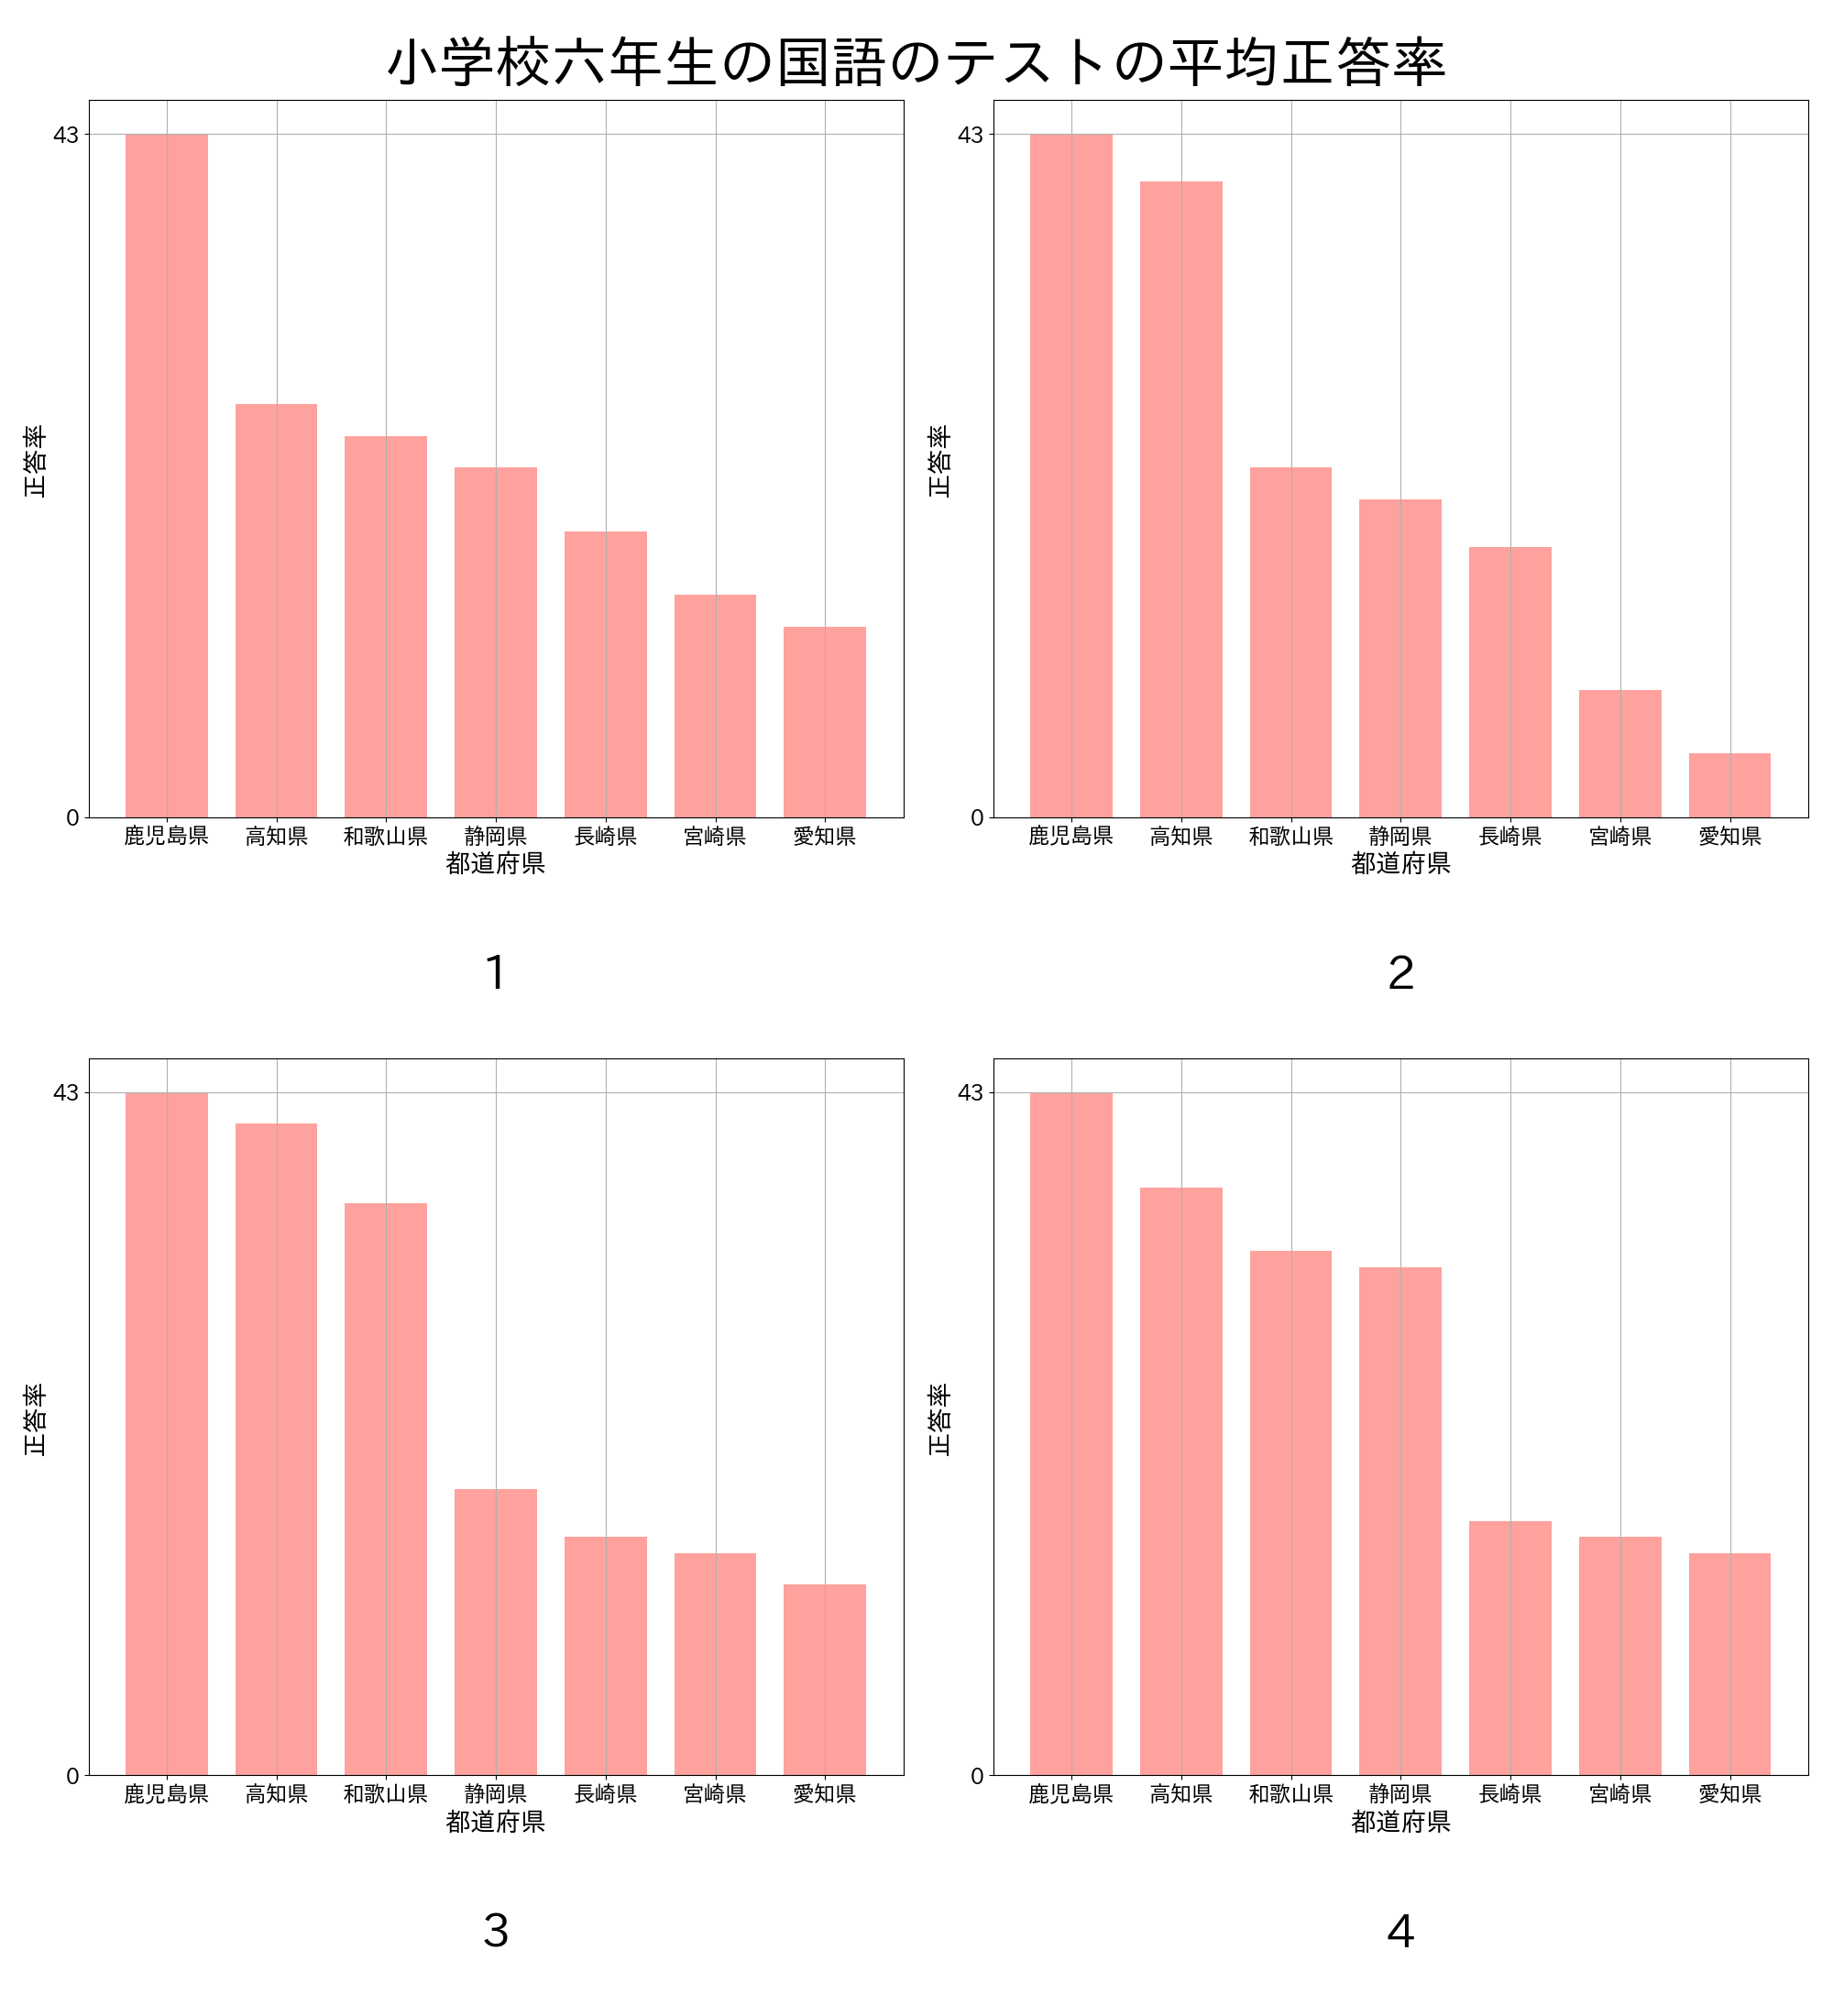 小学校六年生の国語のテストの平均正答率
43
0
正答率
鹿児島県 高知県 和歌山県 静岡県 長崎県 宮崎県 愛知県
都道府県
1
43
0
正答率
鹿児島県 高知県 和歌山県 静岡県 長崎県 宮崎県 愛知県
都道府県
2
43
0
正答率
鹿児島県 高知県 和歌山県 静岡県 長崎県 宮崎県 愛知県
都道府県
3
43
0
正答率
鹿児島県 高知県 和歌山県 静岡県 長崎県 宮崎県 愛知県
都道府県
4